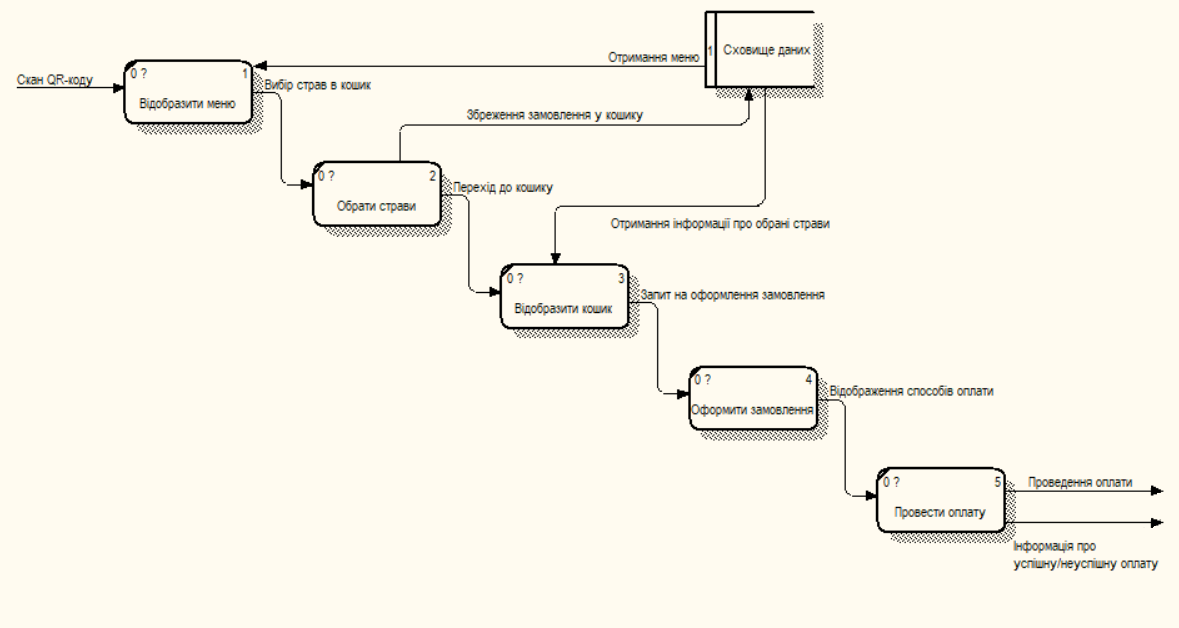 Скан QR-коду
0 ?
1
Відобразити меню
Отримання меню
1
Сховище даних
Вибір страв в кошик
Збреження замовлення у кошику
0 ?
2
Обрати страви
Перехід до кошику
Отримання інформації про обрані страви
0 ?
3
Відобразити кошик
Запит на оформлення замовлення
0 ?
4
Оформити замовлення
Відображення способів оплати
0 ?
5
Провести оплату
Проведення оплати
Інформація про
успішну/неуспішну оплату